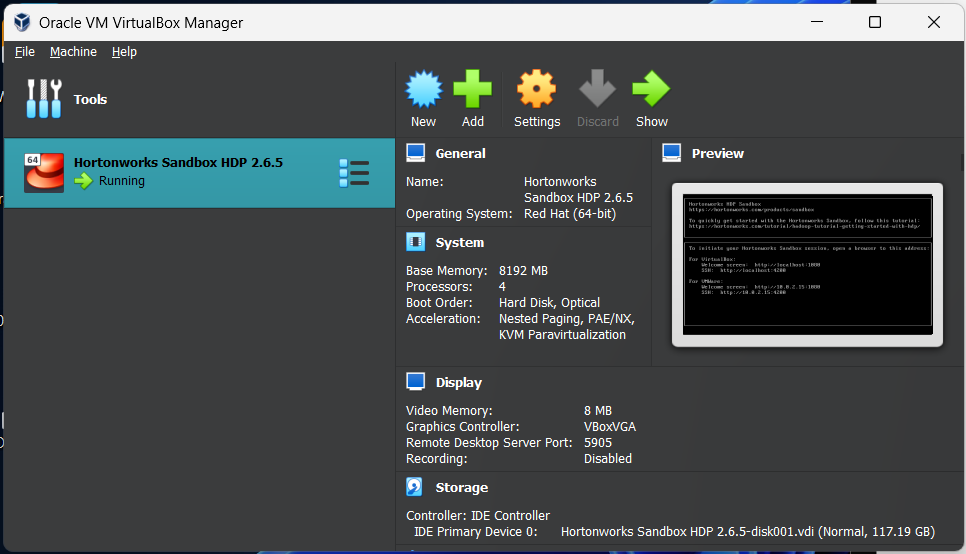 Oracle VM VirtualBox Manager
File Machine Help
Tools
New Add Settings Discard Show
64
Hortonworks Sandbox HDP 2.6.5
Running
General
Name: Hortonworks
Sandbox HDP 2.6.5
Operating System: Red Hat (64-bit)
System
Base Memory: 8192 MB
Processors: 4
Boot Order: Hard Disk, Optical
Acceleration: Nested Paging, PAE/NX,
KVM Paravirtualization
Preview
Hortonworks HDP Sandbox
https://hortonworks.com/products/sandbox
To quickly get started with the Hortonworks Sandbox, follow this tutorial:
https://hortonworks.com/tutorial/hadoop-tutorial-getting-started-with-hdp/
To initiate your Hortonworks Sandbox session, open a browser to this address:
For VirtualBox:
Welcome screen: http://localhost:1080
SSH: http://localhost:4200
For VMWare:
Welcome screen: http://10.0.2.15:1080
SSH: http://10.0.2.15:4200
Display
Video Memory: 8 MB
Graphics Controller: VBoxVGA
Remote Desktop Server Port: 5905
Recording: Disabled
Storage
Controller: IDE Controller
IDE Primary Device 0: Hortonworks Sandbox HDP 2.6.5-disk001.vdi (Normal, 117.19 GB)